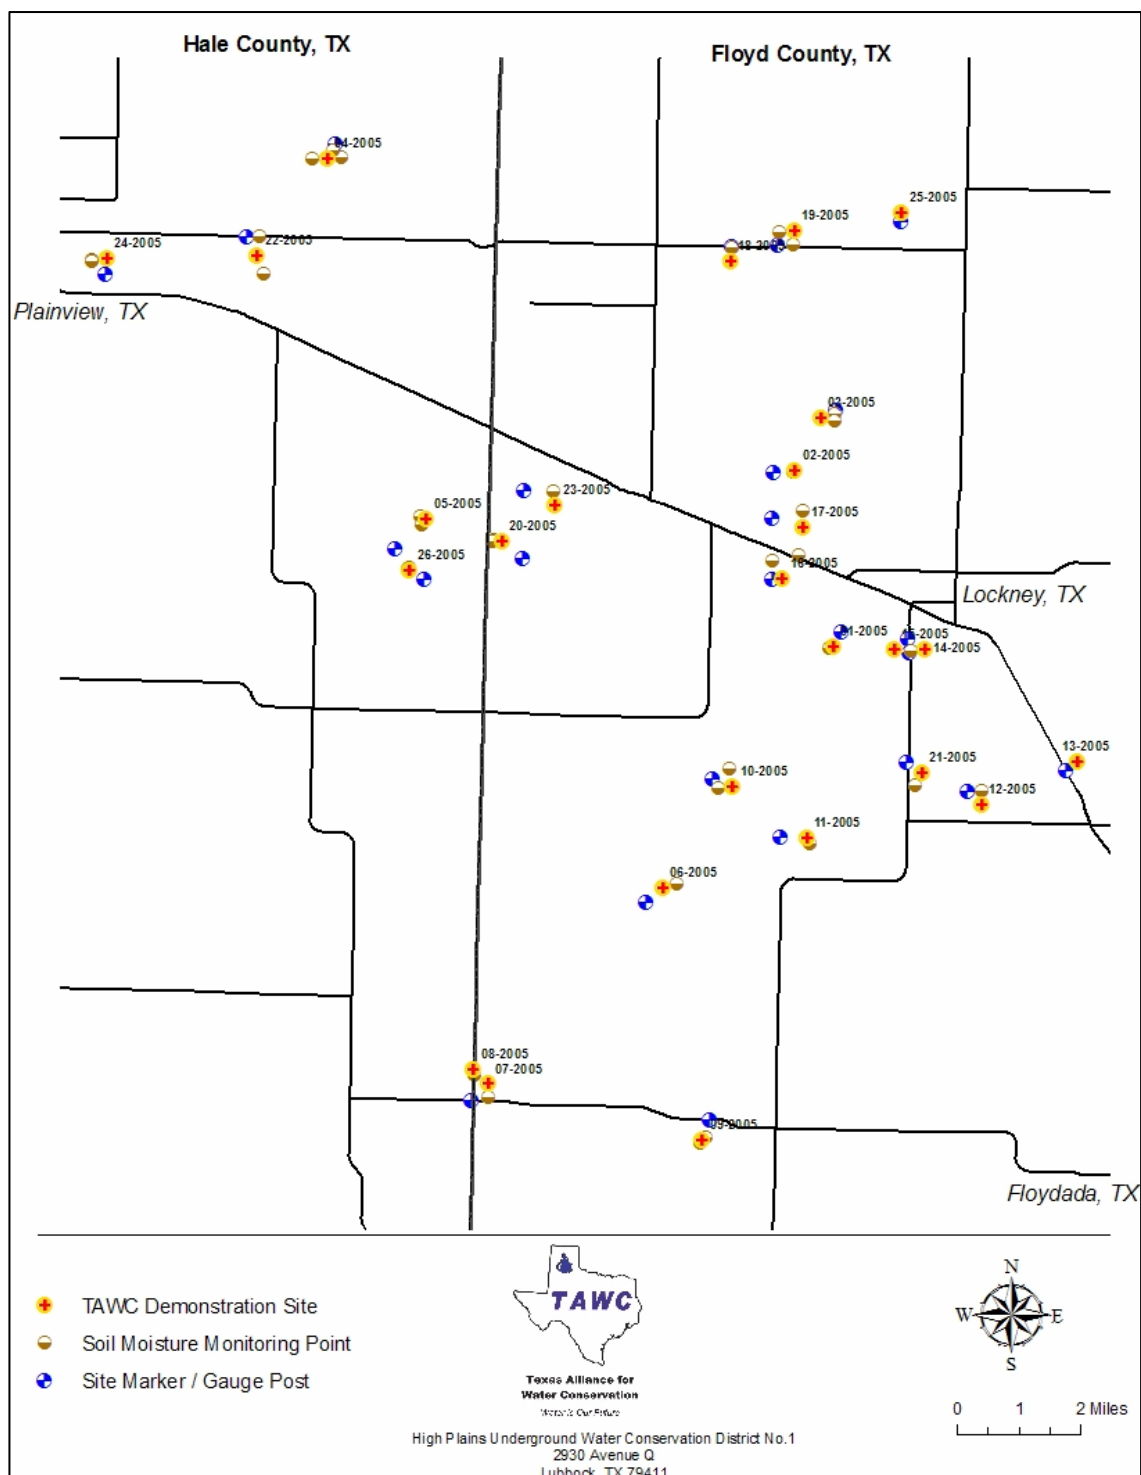 Hale County, TX
Floyd County, TX
04-2005
25-2005
19-2005
24-2005
22-2005
18-2005
Plainview, TX
03-2005
02-2005
05-2005
23-2005
17-2005
20-2005
26-2005
16-2005
Lockney, TX
01-2005
15-2005
14-2005
13-2005
10-2005
21-2005
12-2005
11-2005
06-2005
08-2005
07-2005
09-2005
Floydada, TX
TAWC Demonstration Site
Soil Moisture Monitoring Point
Site Marker / Gauge Post
TAWC
Texas Alliance for
Water Conservation
Water is Our Future
N
W E
S
0 1 2 Miles
High Plains Underground Water Conservation District No.1
2930 Avenue Q
Lubbock, TX 79411